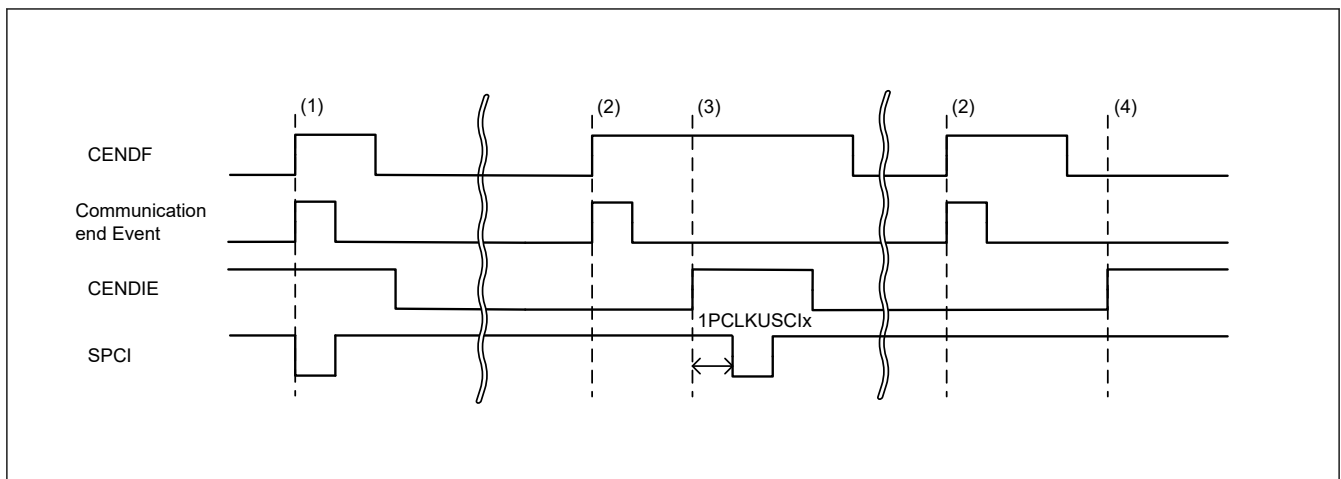 (1) (2) (3) (2) (4)
CENDF
Communication
end Event
CENDIE
1PCLKUSCIx
SPCI